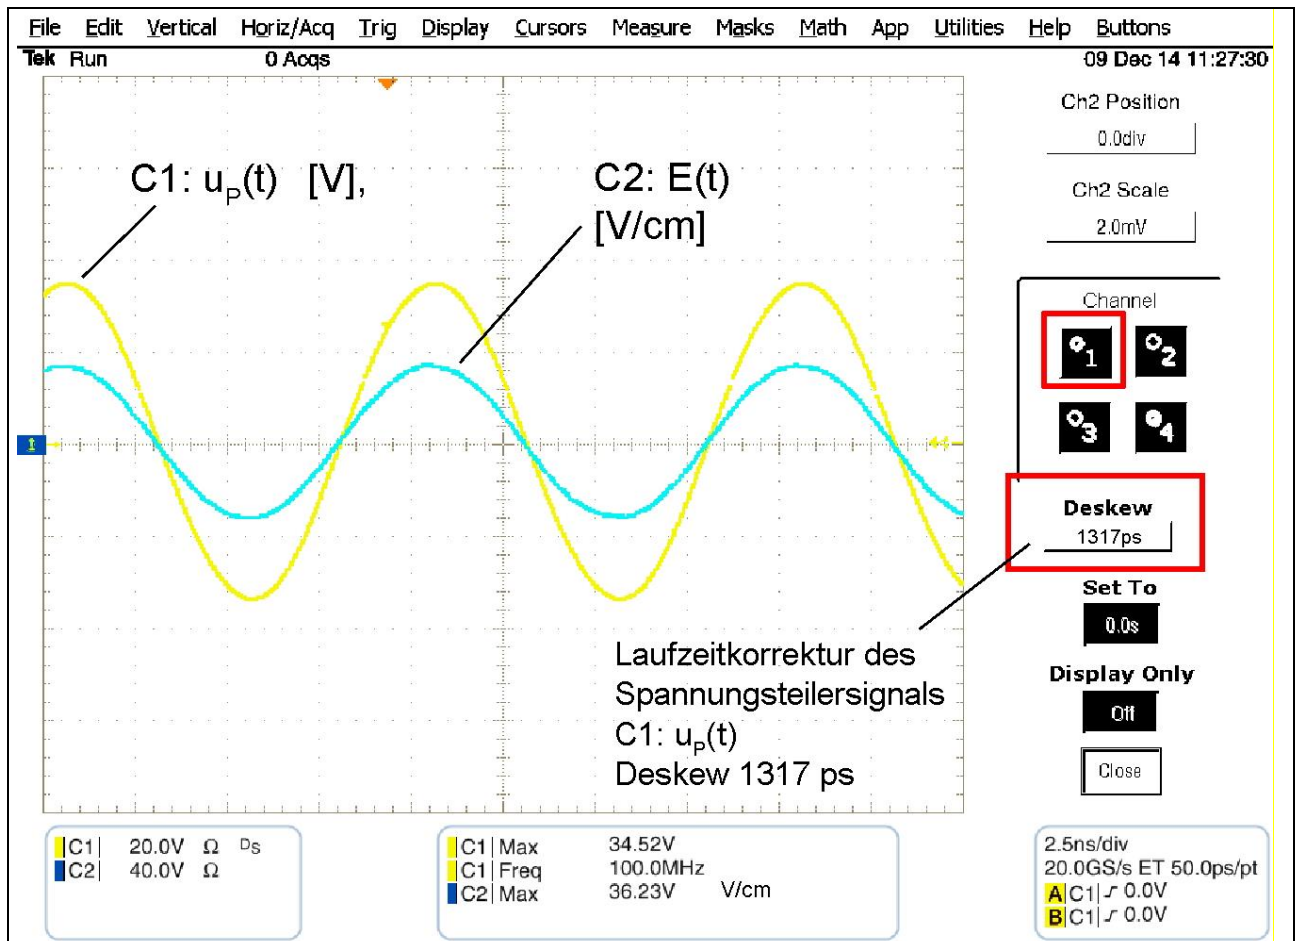 File Edit Vertical Horiz/Acq Trig Display Cursors Measure Masks Math App Utilities Help Buttons
Tek Run 0 Acqs 09 Dec 14 11:27:30
Ch2 Position
0.0div
Ch2 Scale
2.0mV
C1: uP(t) [V],
C2: E(t)
[V/cm]
Channel
1 2
3 4
Deskew
1317ps
Set To
0.0s
Display Only
Off
Close
Laufzeitkorrektur des
Spannungsteilersignals
C1: uP(t)
Deskew 1317 ps
C1 20.0V Ω Ds
C2 40.0V Ω
C1 Max 34.52V
C1 Freq 100.0MHz
C2 Max 36.23V V/cm
2.5ns/div
20.0GS/s ET 50.0ps/pt
A C1 0.0V
B C1 0.0V